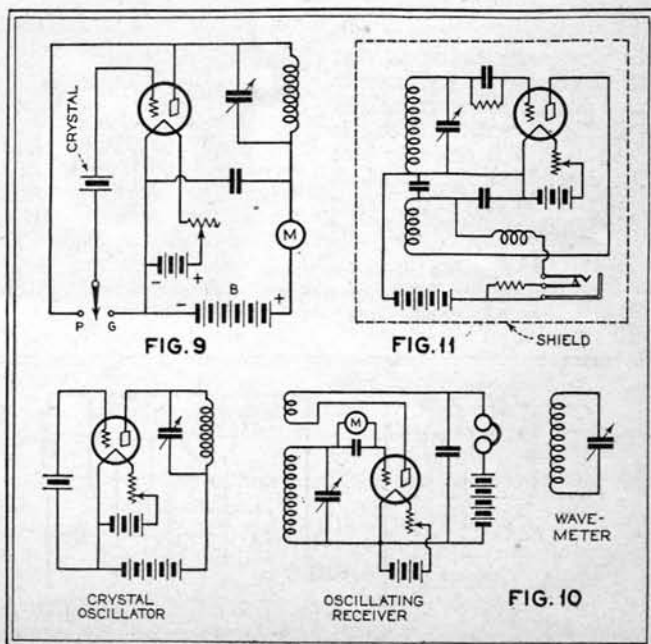 CRYSTAL
M
−
+
−
B
+
P
G
FIG. 9
FIG. 11
SHIELD
M
CRYSTAL
OSCILLATOR
OSCILLATING
RECEIVER
WAVE-
METER
FIG. 10